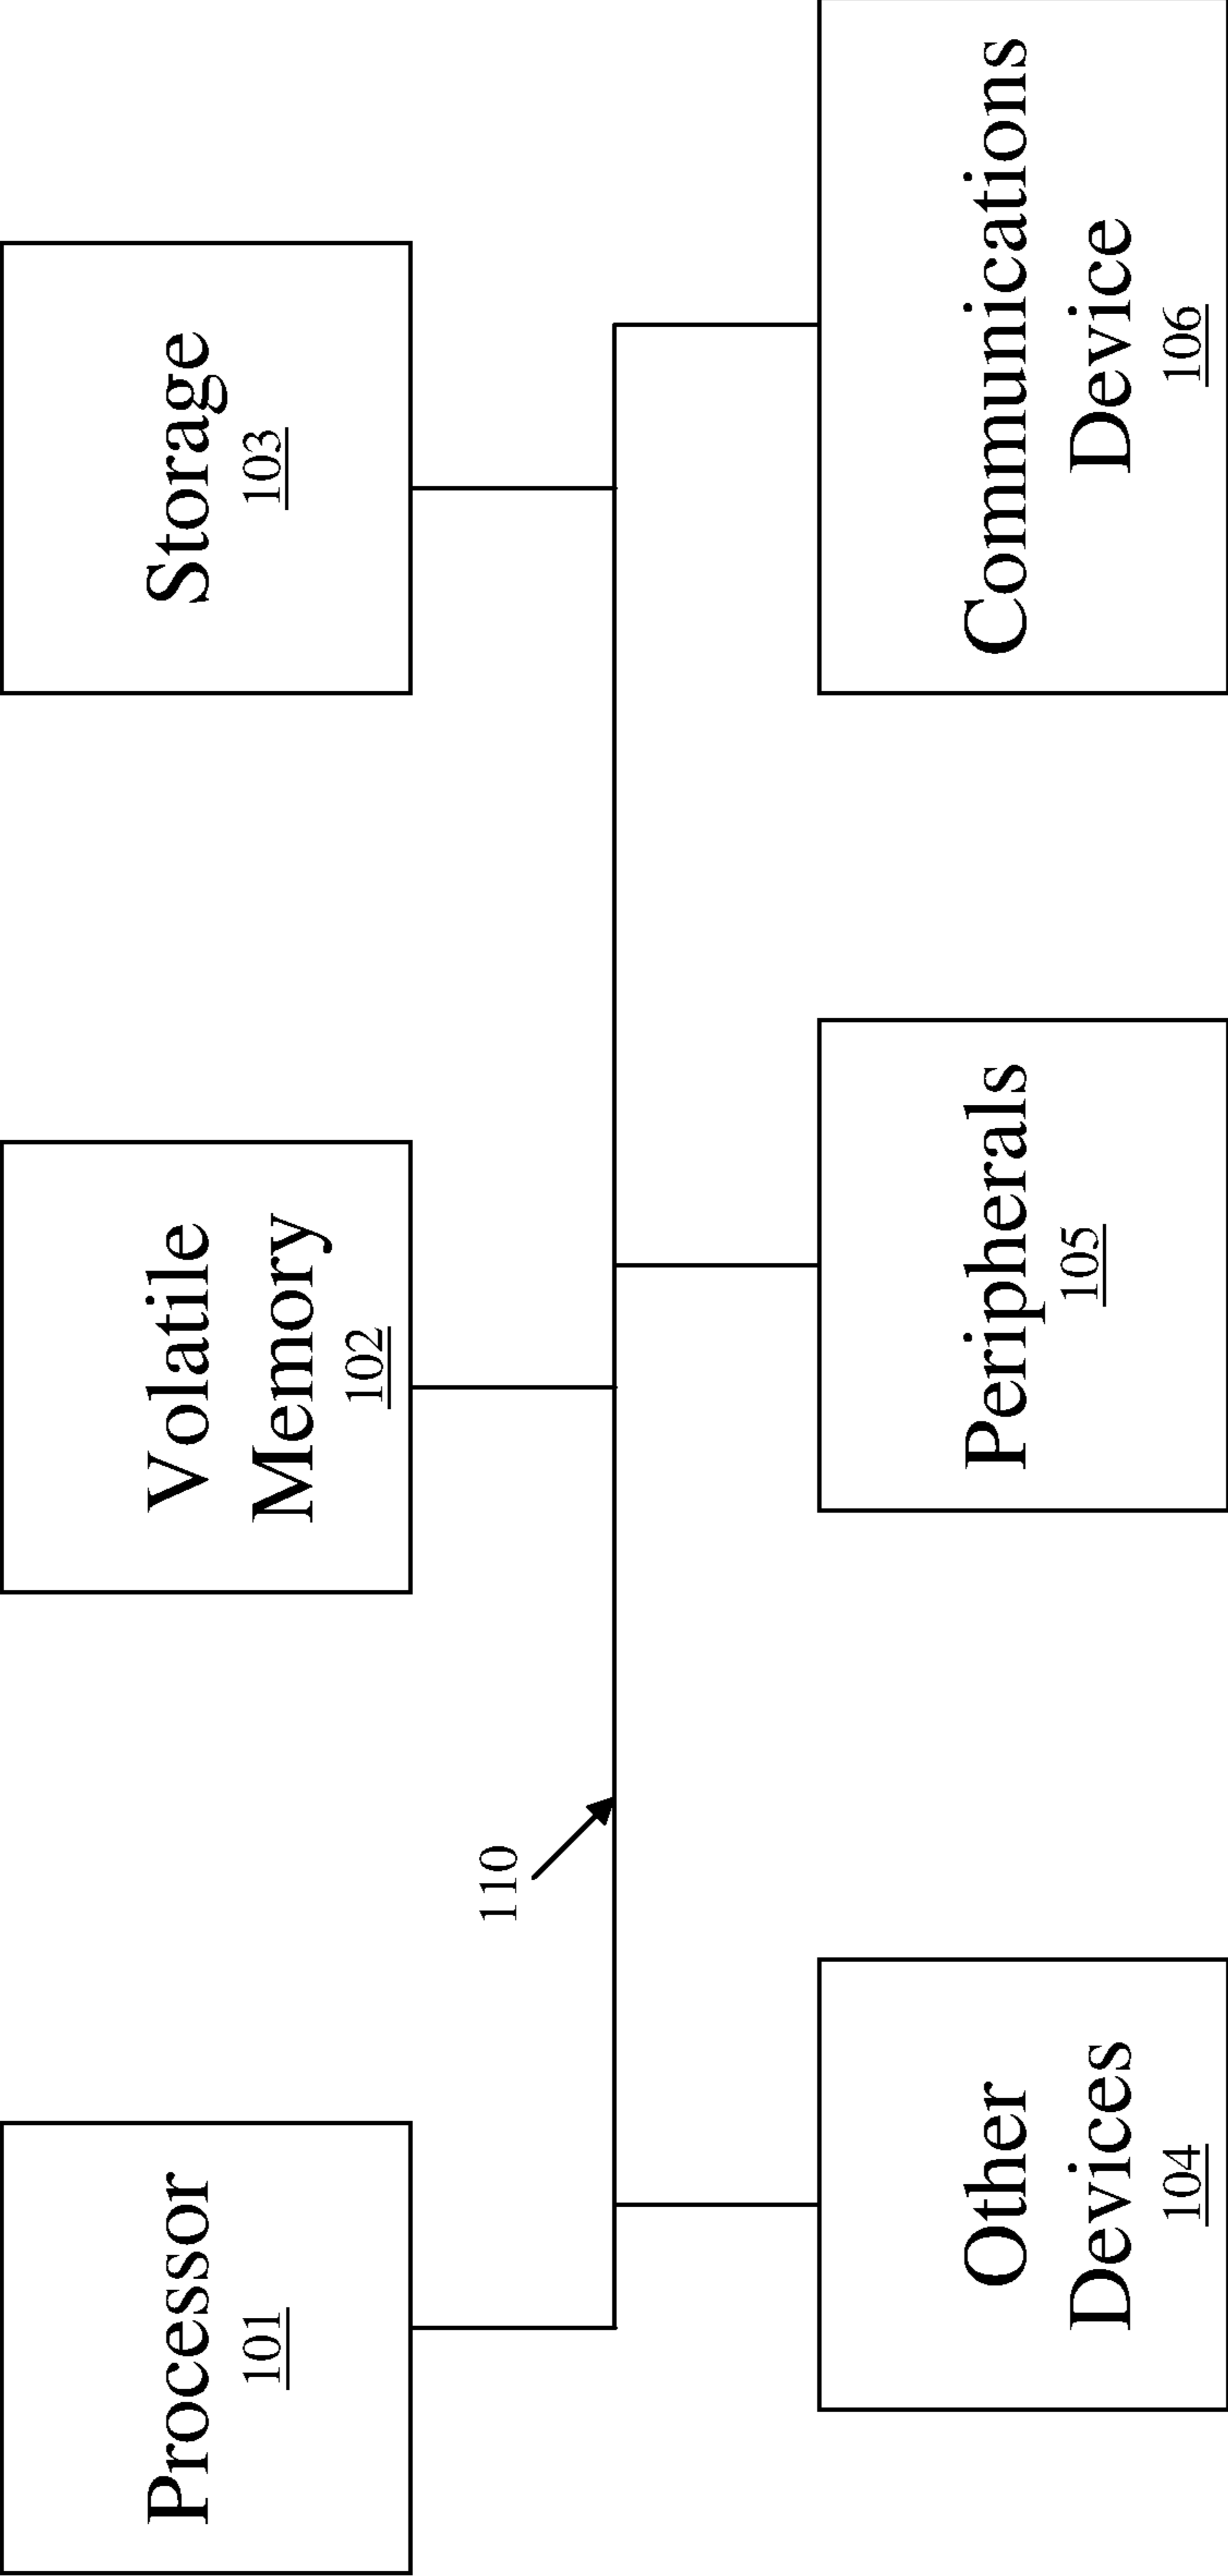 Processor
101
Volatile
Memory
102
Storage
103
110
Other
Devices
104
Peripherals
105
Communications
Device
106